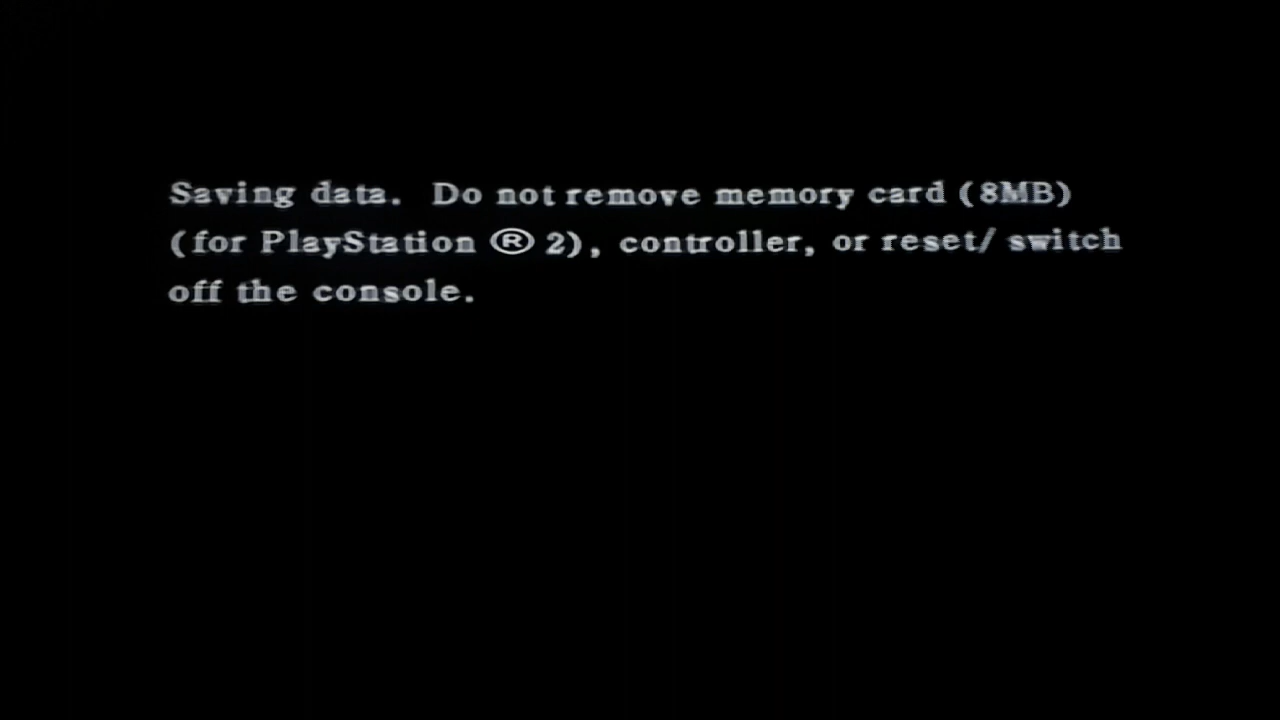 Saving data. Do not remove memory card (8MB)
(for PlayStation ® 2), controller, or reset/ switch
off the console.